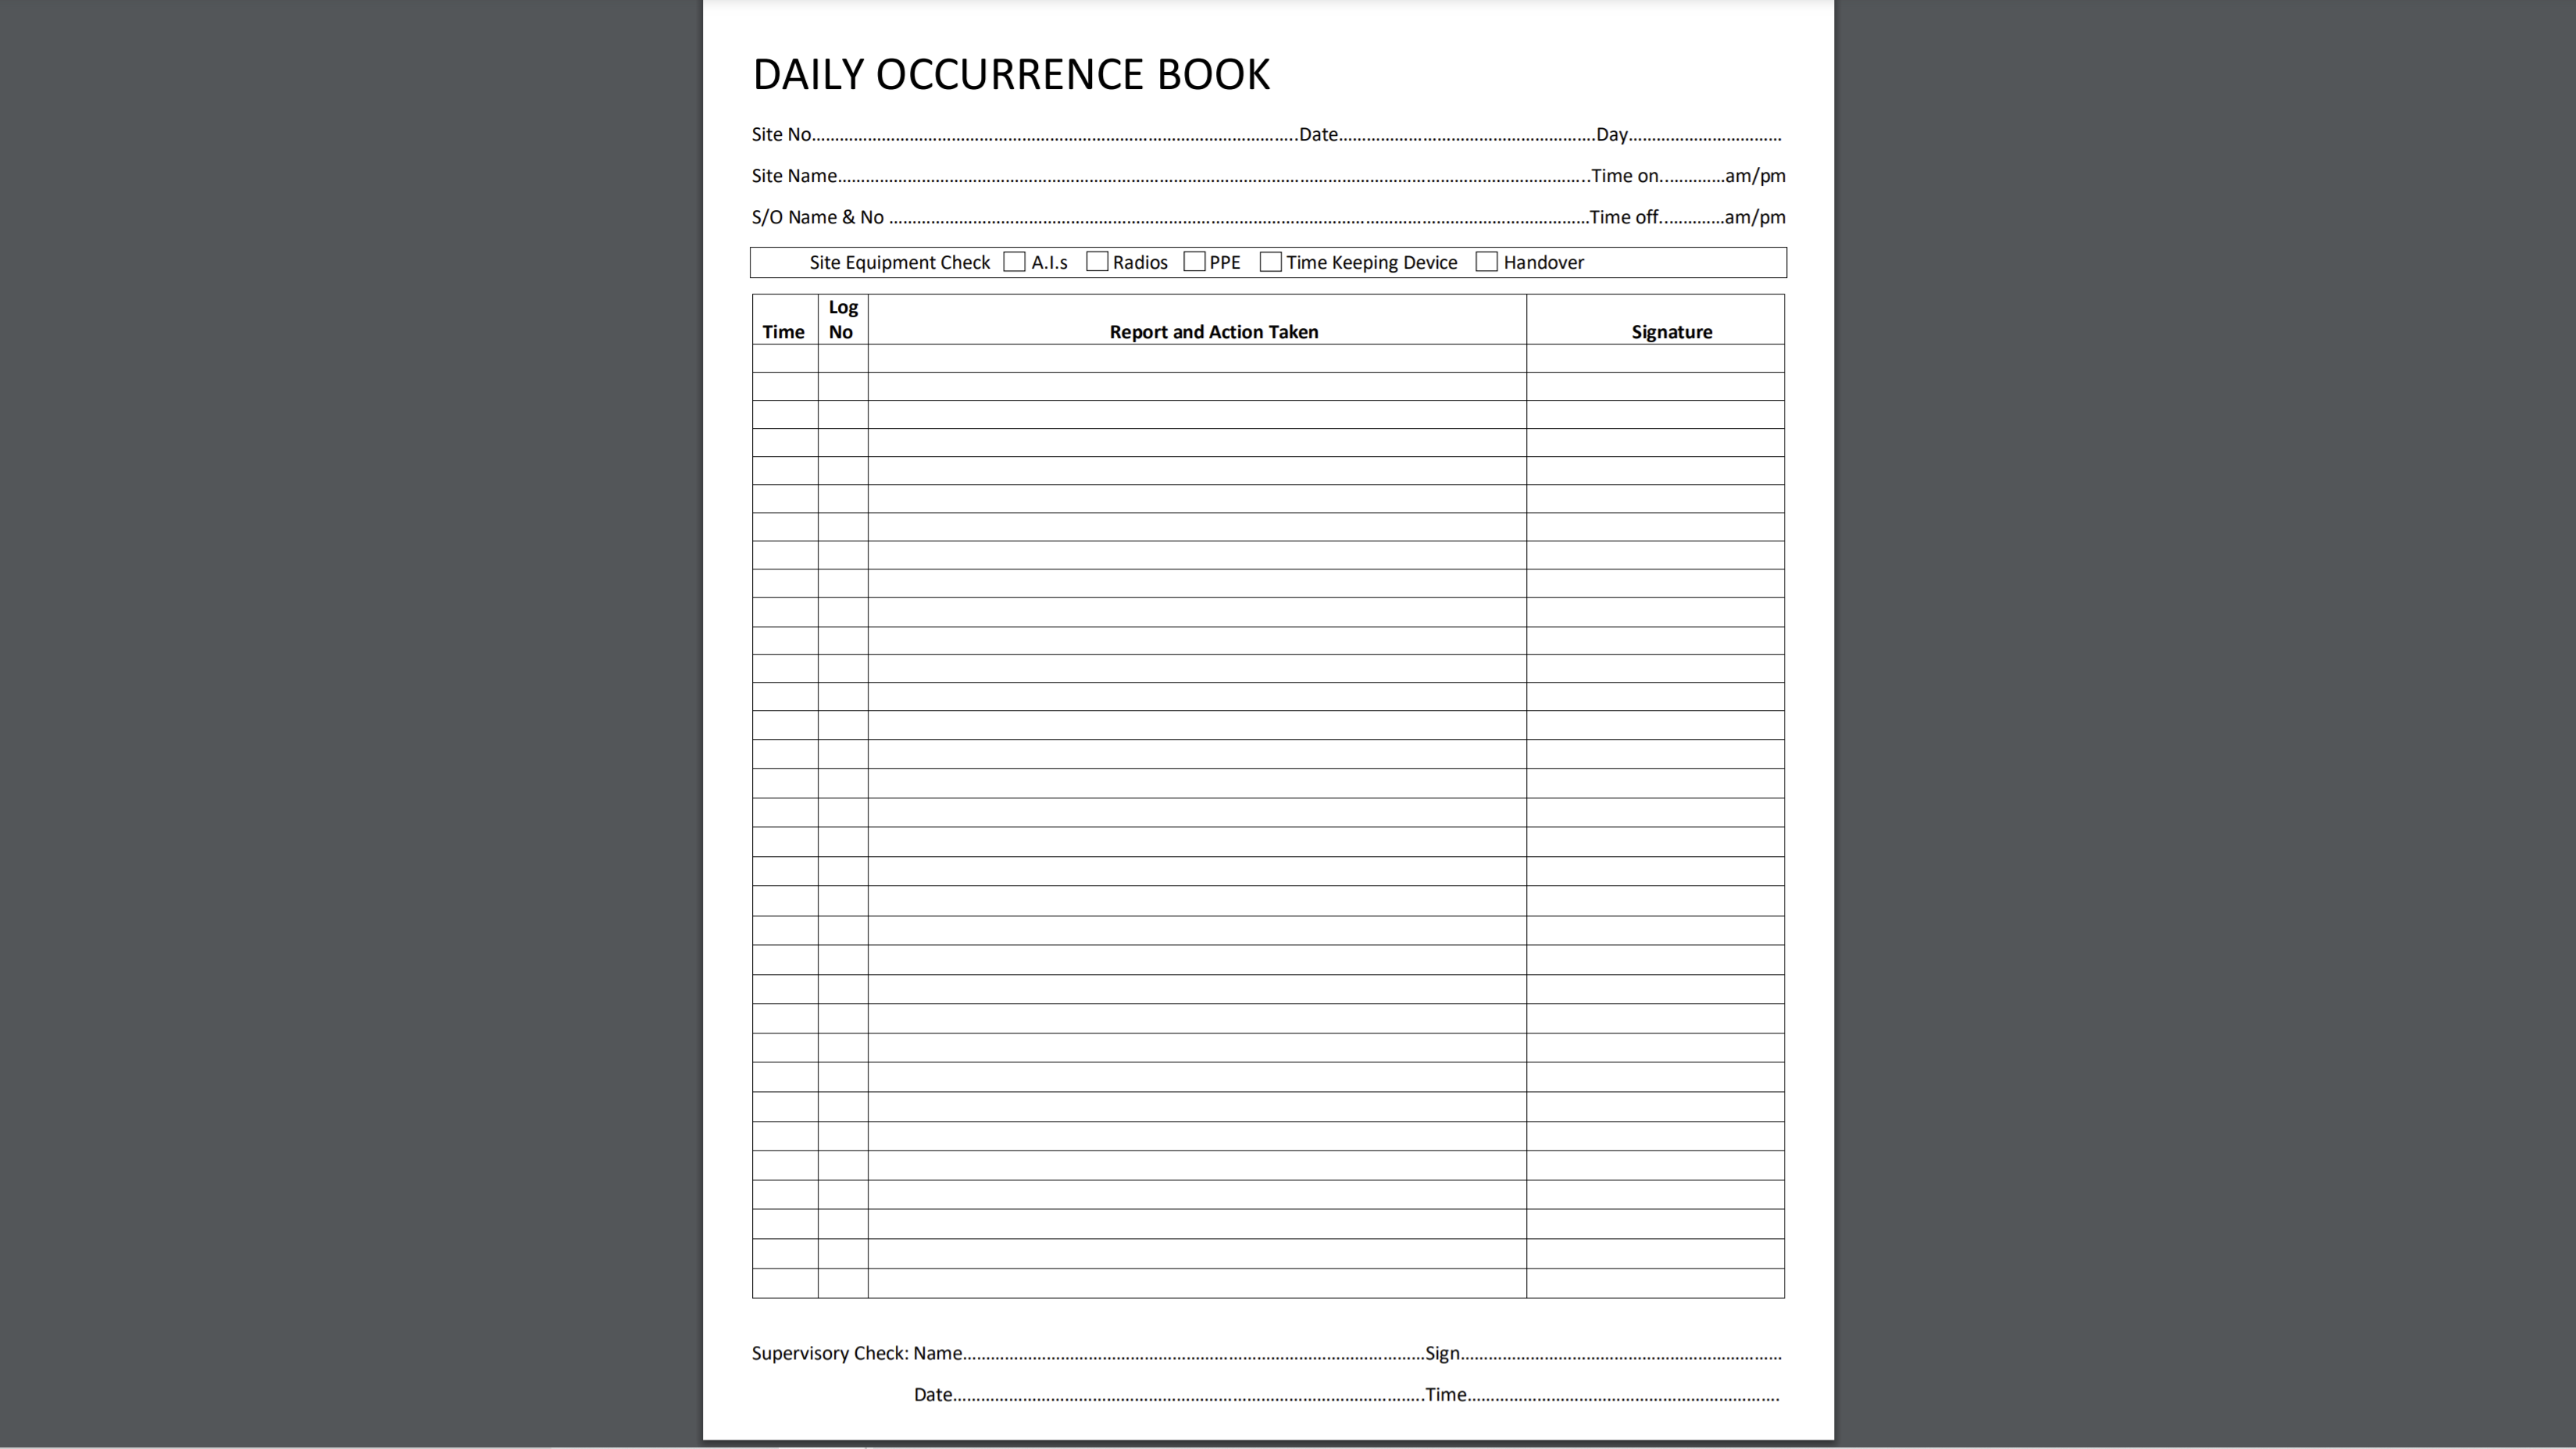 DAILY OCCURRENCE BOOK
Site No..........................................................................................................Date........................................................Day.................................
Site Name....................................................................................................................................................................Time on..............am/pm
S/O Name & No ........................................................................................................................................................Time off..............am/pm
Site Equipment Check A.I.s Radios PPE Time Keeping Device Handover
Time Log No Report and Action Taken Signature
Supervisory Check: Name....................................................................................................Sign.....................................................................
Date......................................................................................................Time...................................................................